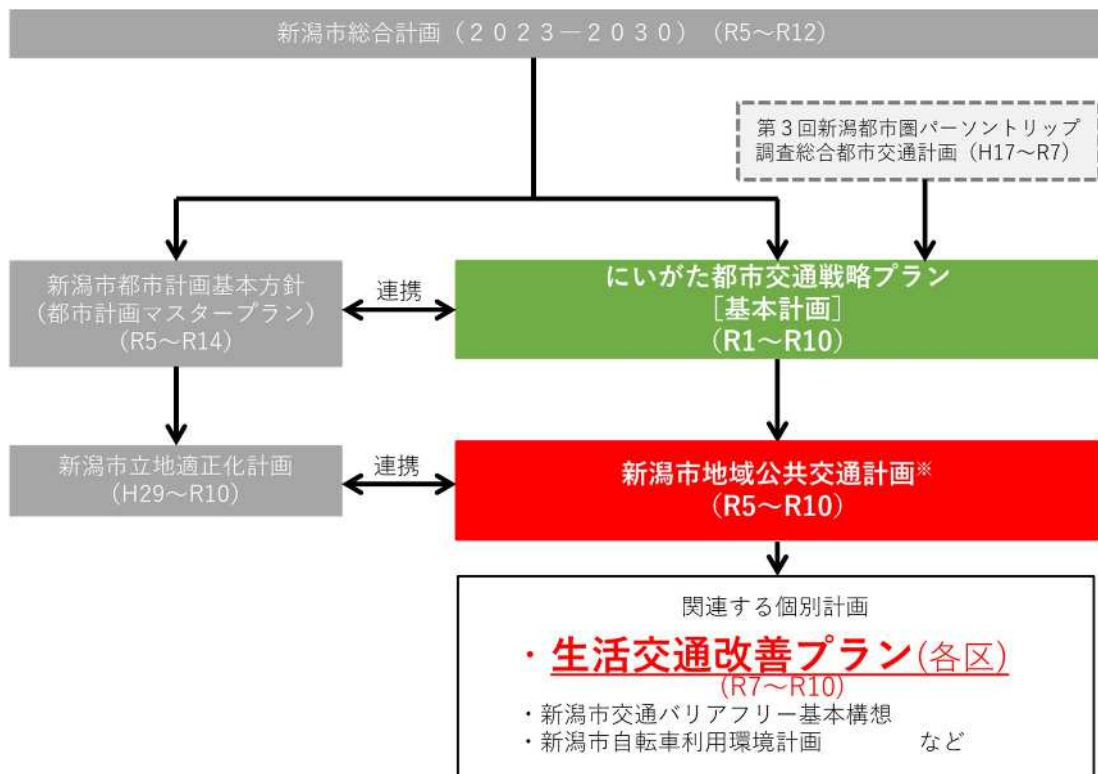 新潟市総合計画（２０２３－２０３０）（R5～R12）
第３回新潟都市圏パーソントリップ
調査総合都市交通計画（H17～R7）
新潟市都市計画基本方針
（都市計画マスタープラン）
（R5～R14）
連携
にいがた都市交通戦略プラン
［基本計画］
（R1～R10）
新潟市立地適正化計画
（H29～R10）
連携
新潟市地域公共交通計画※
（R5～R10）
関連する個別計画
・生活交通改善プラン(各区)
（R7～R10）
・新潟市交通バリアフリー基本構想
・新潟市自転車利用環境計画　　　など